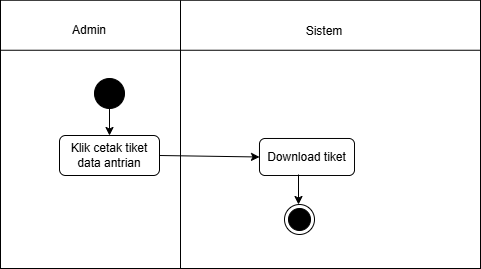 Admin
Sistem
Klik cetak tiket
data antrian
Download tiket